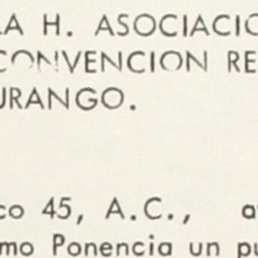 LA H. ASOCIACIO
CONVENCION RE
URANGO.
co 45, A.C., a
mo Ponencia un pu